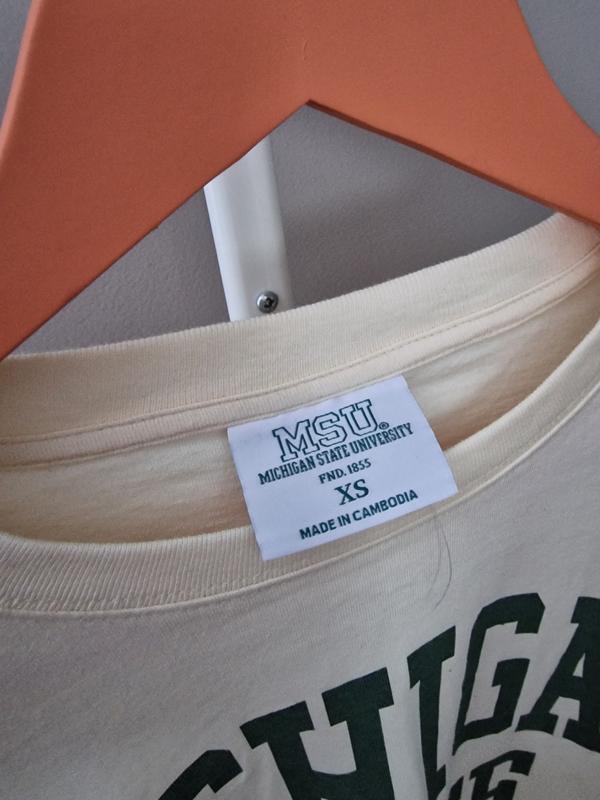 MSU®
MICHIGAN STATE UNIVERSITY
FND. 1855
XS
MADE IN CAMBODIA
CHIGA